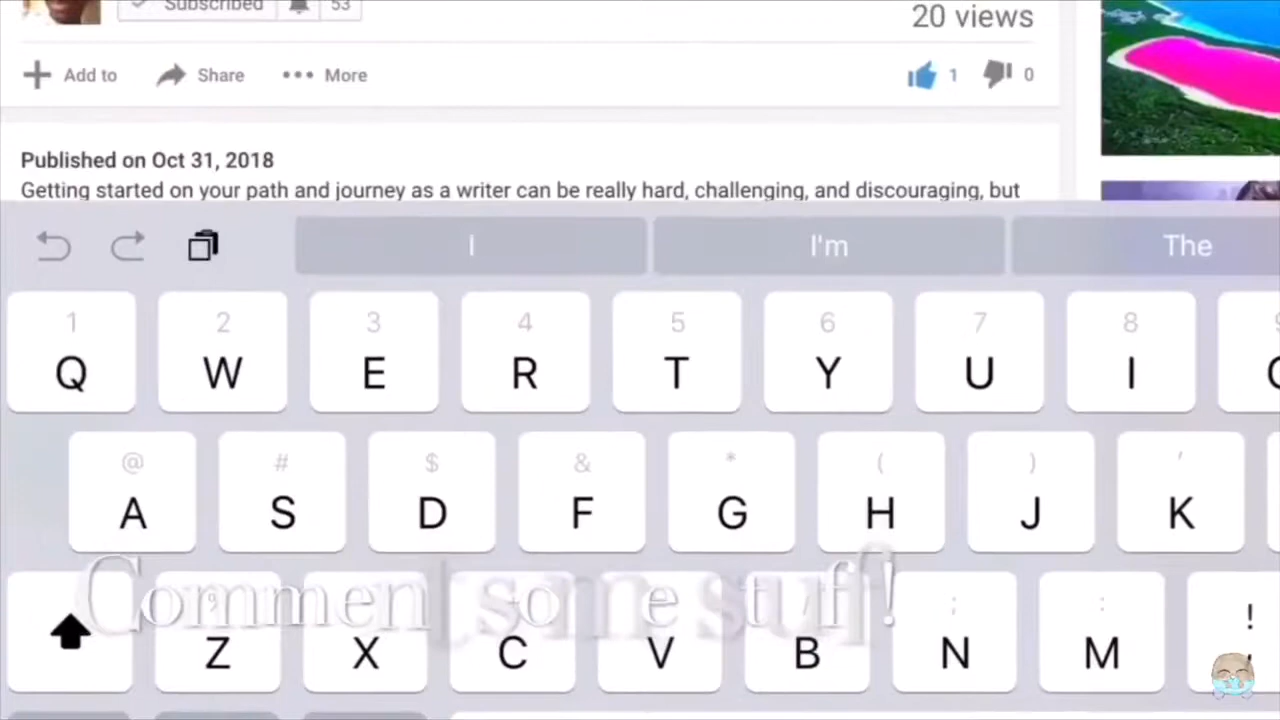 Subscribed 53
20 views
Add to Share More 1 0
Published on Oct 31, 2018
Getting started on your path and journey as a writer can be really hard, challenging, and discouraging, but
I I'm The
1 2 3 4 5 6 7 8
Q W E R T Y U I
@ # $ & * ( ) '
A S D F G H J K
Comment some stuff!
% - + = / ; : !
Z X C V B N M ,